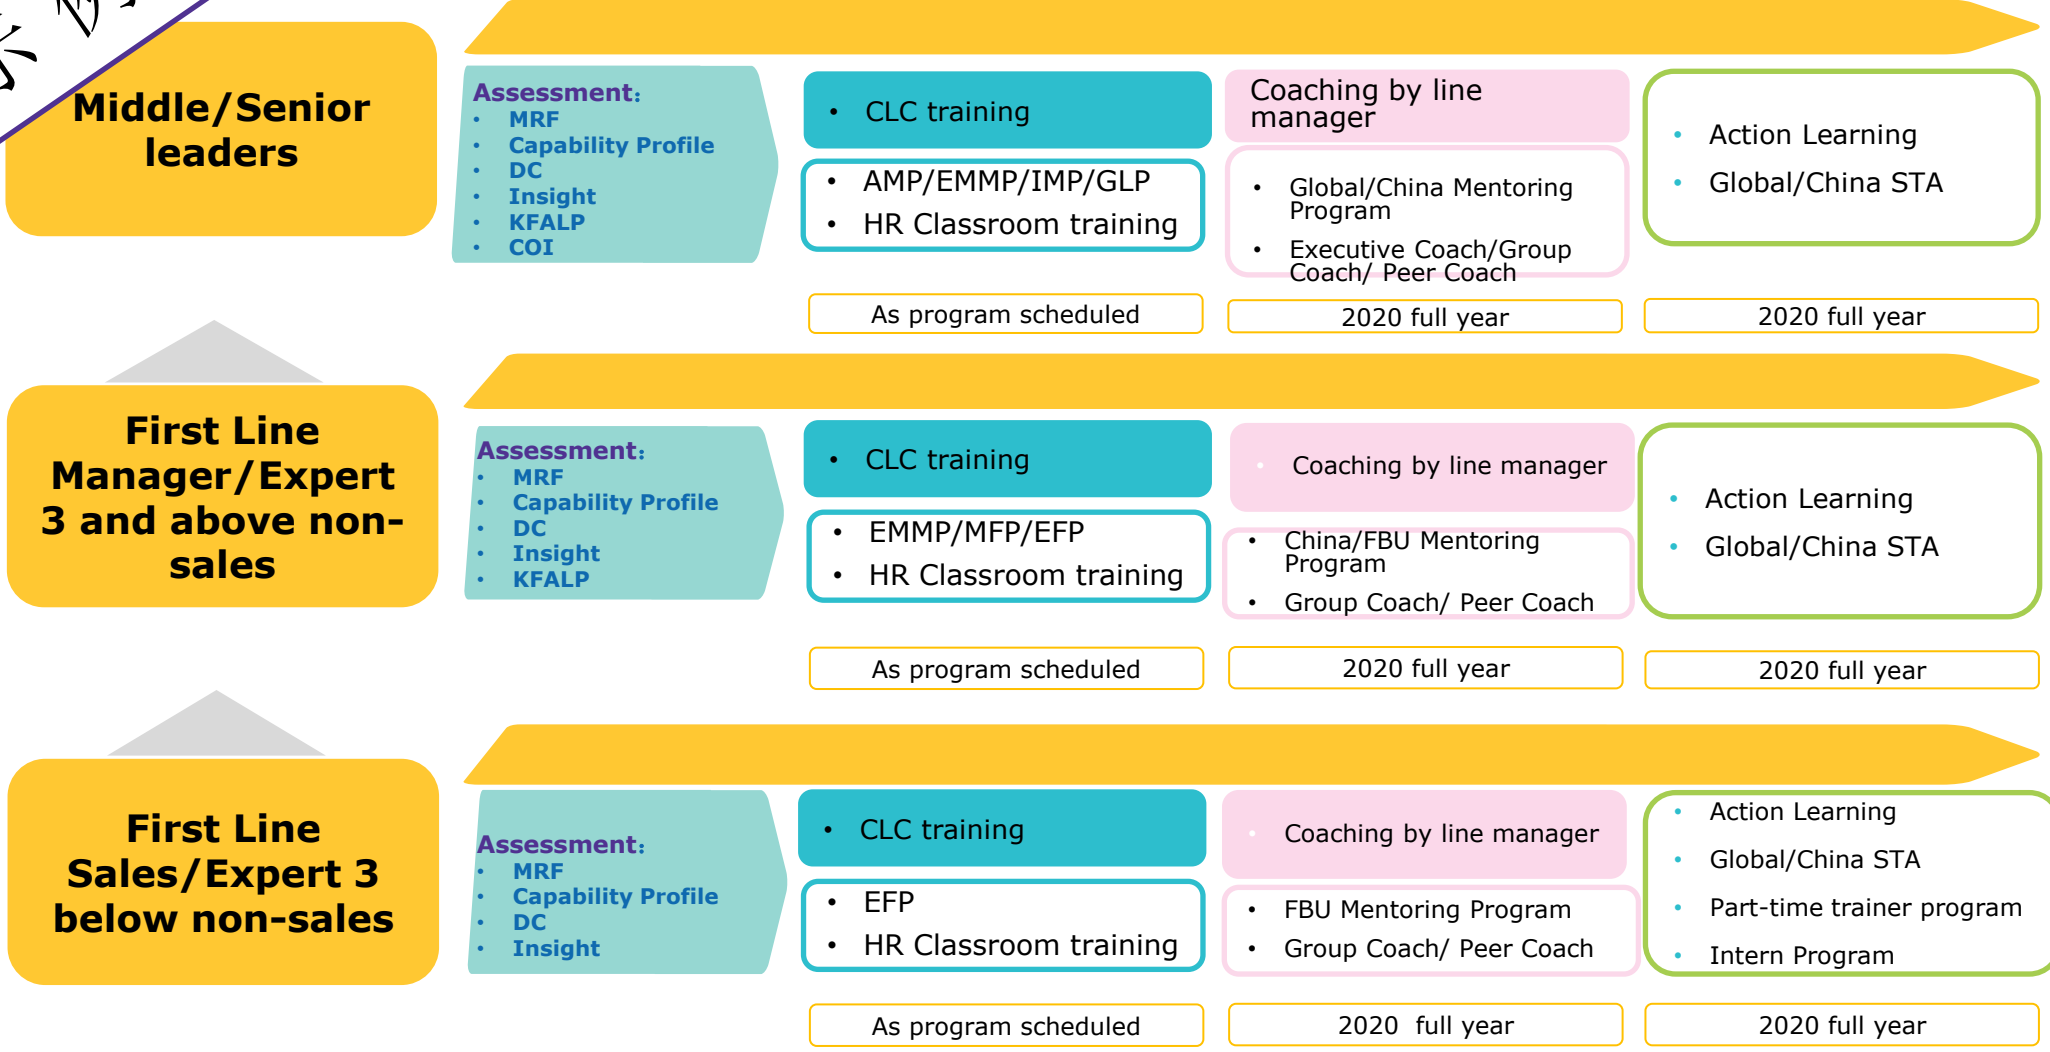 Middle/Senior
leaders
Assessment：
• MRF
• Capability Profile
• DC
• Insight
• KFALP
• COI
• CLC training
• AMP/EMMP/IMP/GLP
• HR Classroom training
As program scheduled
Coaching by line
manager
• Global/China Mentoring
Program
• Executive Coach/Group
Coach/ Peer Coach
2020 full year
• Action Learning
• Global/China STA
2020 full year
First Line
Manager/Expert
3 and above non-
sales
Assessment：
• MRF
• Capability Profile
• DC
• Insight
• KFALP
• CLC training
• EMMP/MFP/EFP
• HR Classroom training
As program scheduled
• Coaching by line manager
• China/FBU Mentoring
Program
• Group Coach/ Peer Coach
2020 full year
• Action Learning
• Global/China STA
2020 full year
First Line
Sales/Expert 3
below non-sales
Assessment：
• MRF
• Capability Profile
• DC
• Insight
• CLC training
• EFP
• HR Classroom training
As program scheduled
• Coaching by line manager
• FBU Mentoring Program
• Group Coach/ Peer Coach
2020  full year
• Action Learning
• Global/China STA
• Part-time trainer program
• Intern Program
2020 full year